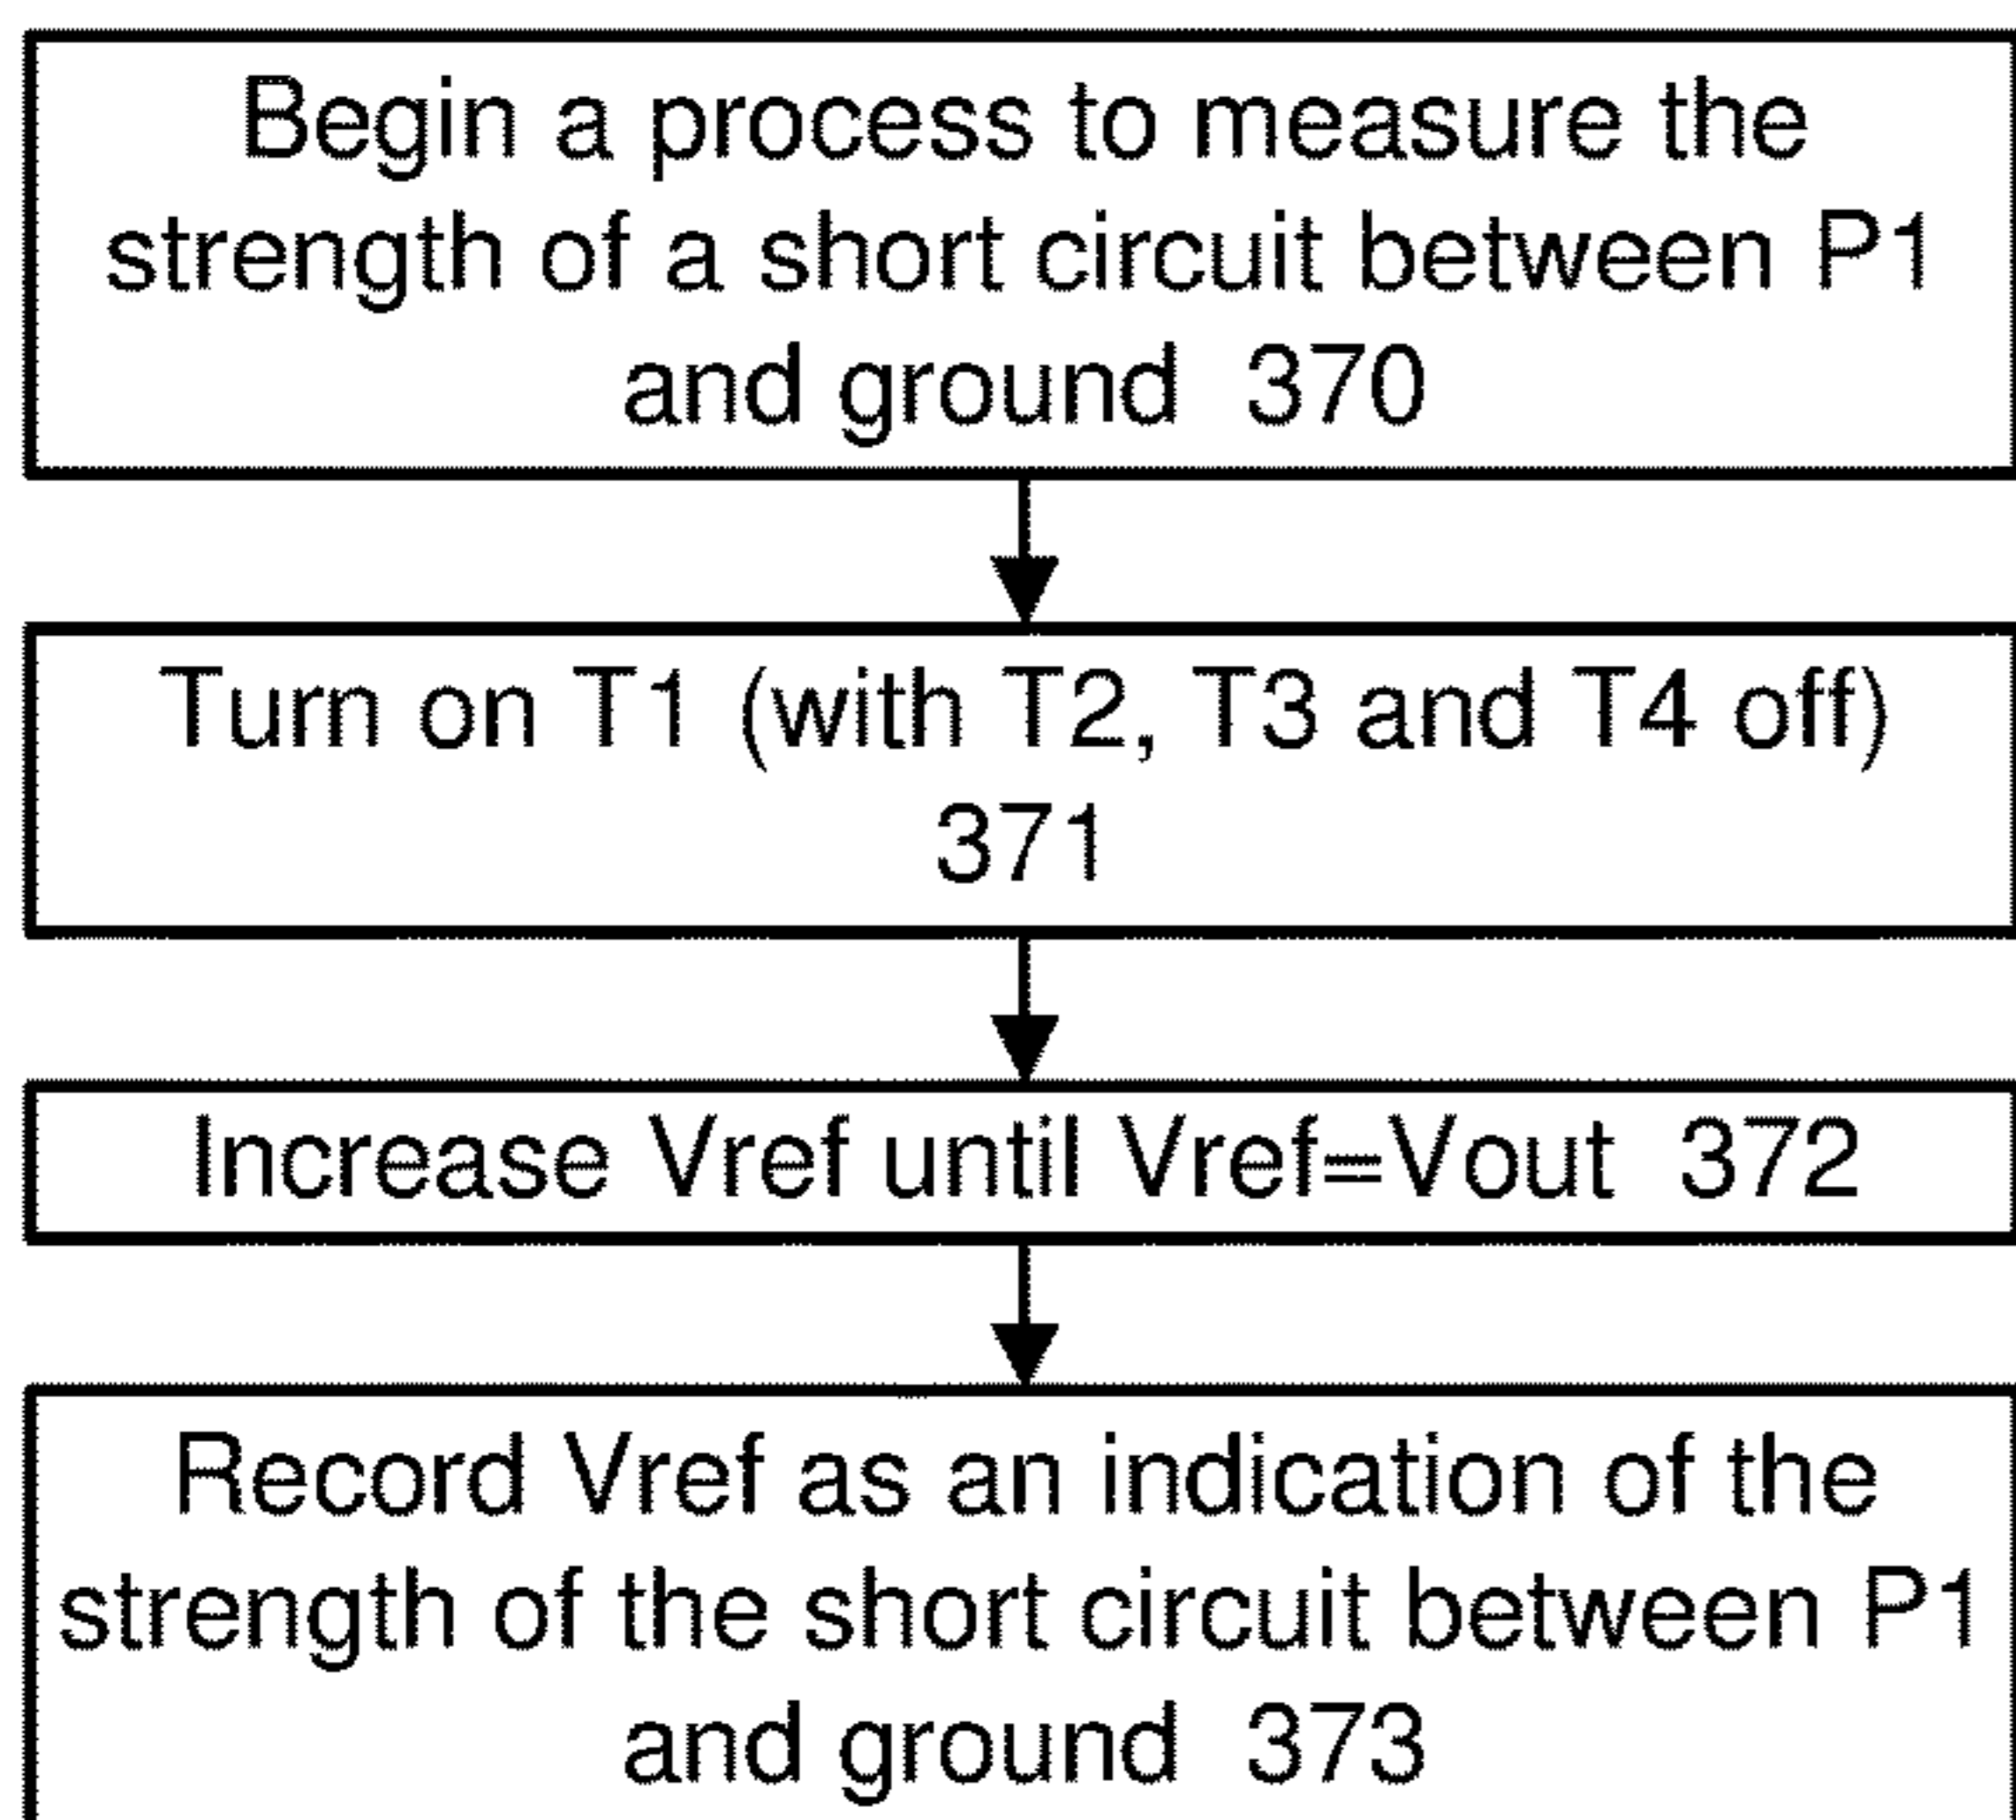 Begin a process to measure the
strength of a short circuit between P1
and ground 370
Turn on T1 (with T2, T3 and T4 off)
371
Increase Vref until Vref=Vout 372
Record Vref as an indication of the
strength of the short circuit between P1
and ground 373